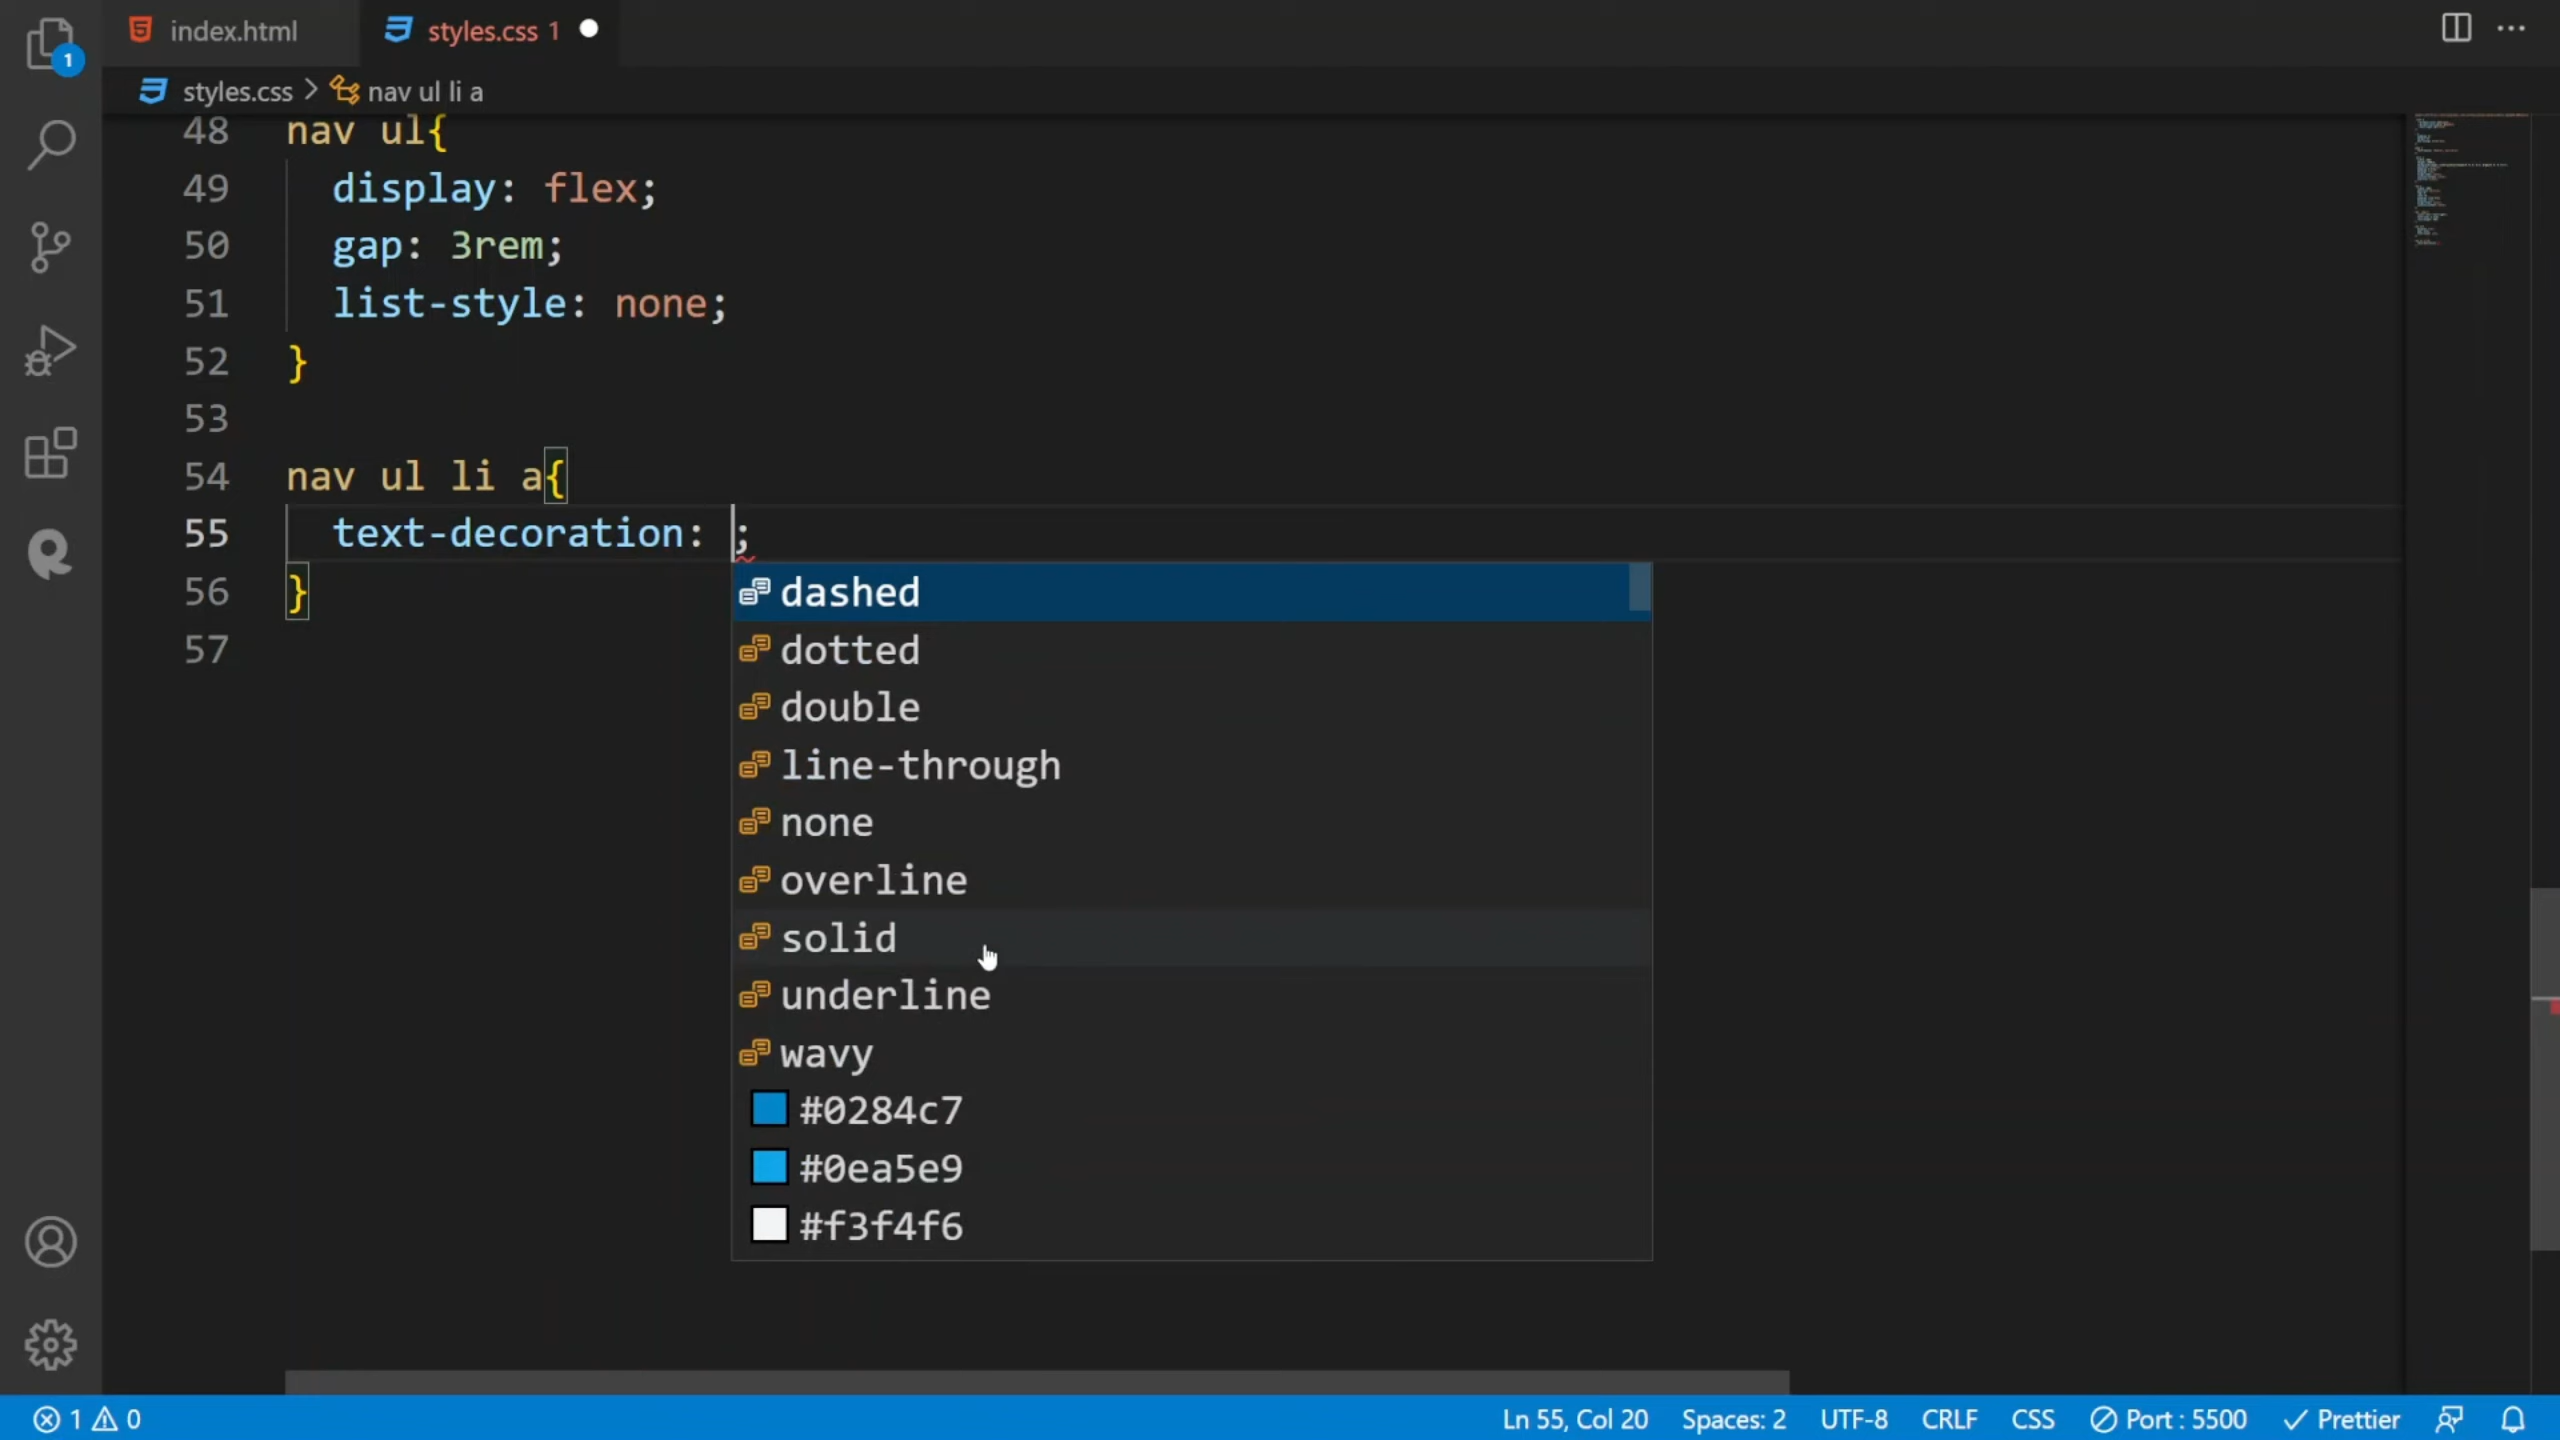 index.html
styles.css 1
1
styles.css > nav ul li a
48 nav ul{
49 display: flex;
50 gap: 3rem;
51 list-style: none;
52 }
53
54 nav ul li a{
55 text-decoration: ;
56 }
57
dashed
dotted
double
line-through
none
overline
solid
underline
wavy
#0284c7
#0ea5e9
#f3f4f6
1 0 Ln 55, Col 20 Spaces: 2 UTF-8 CRLF CSS Port : 5500 Prettier